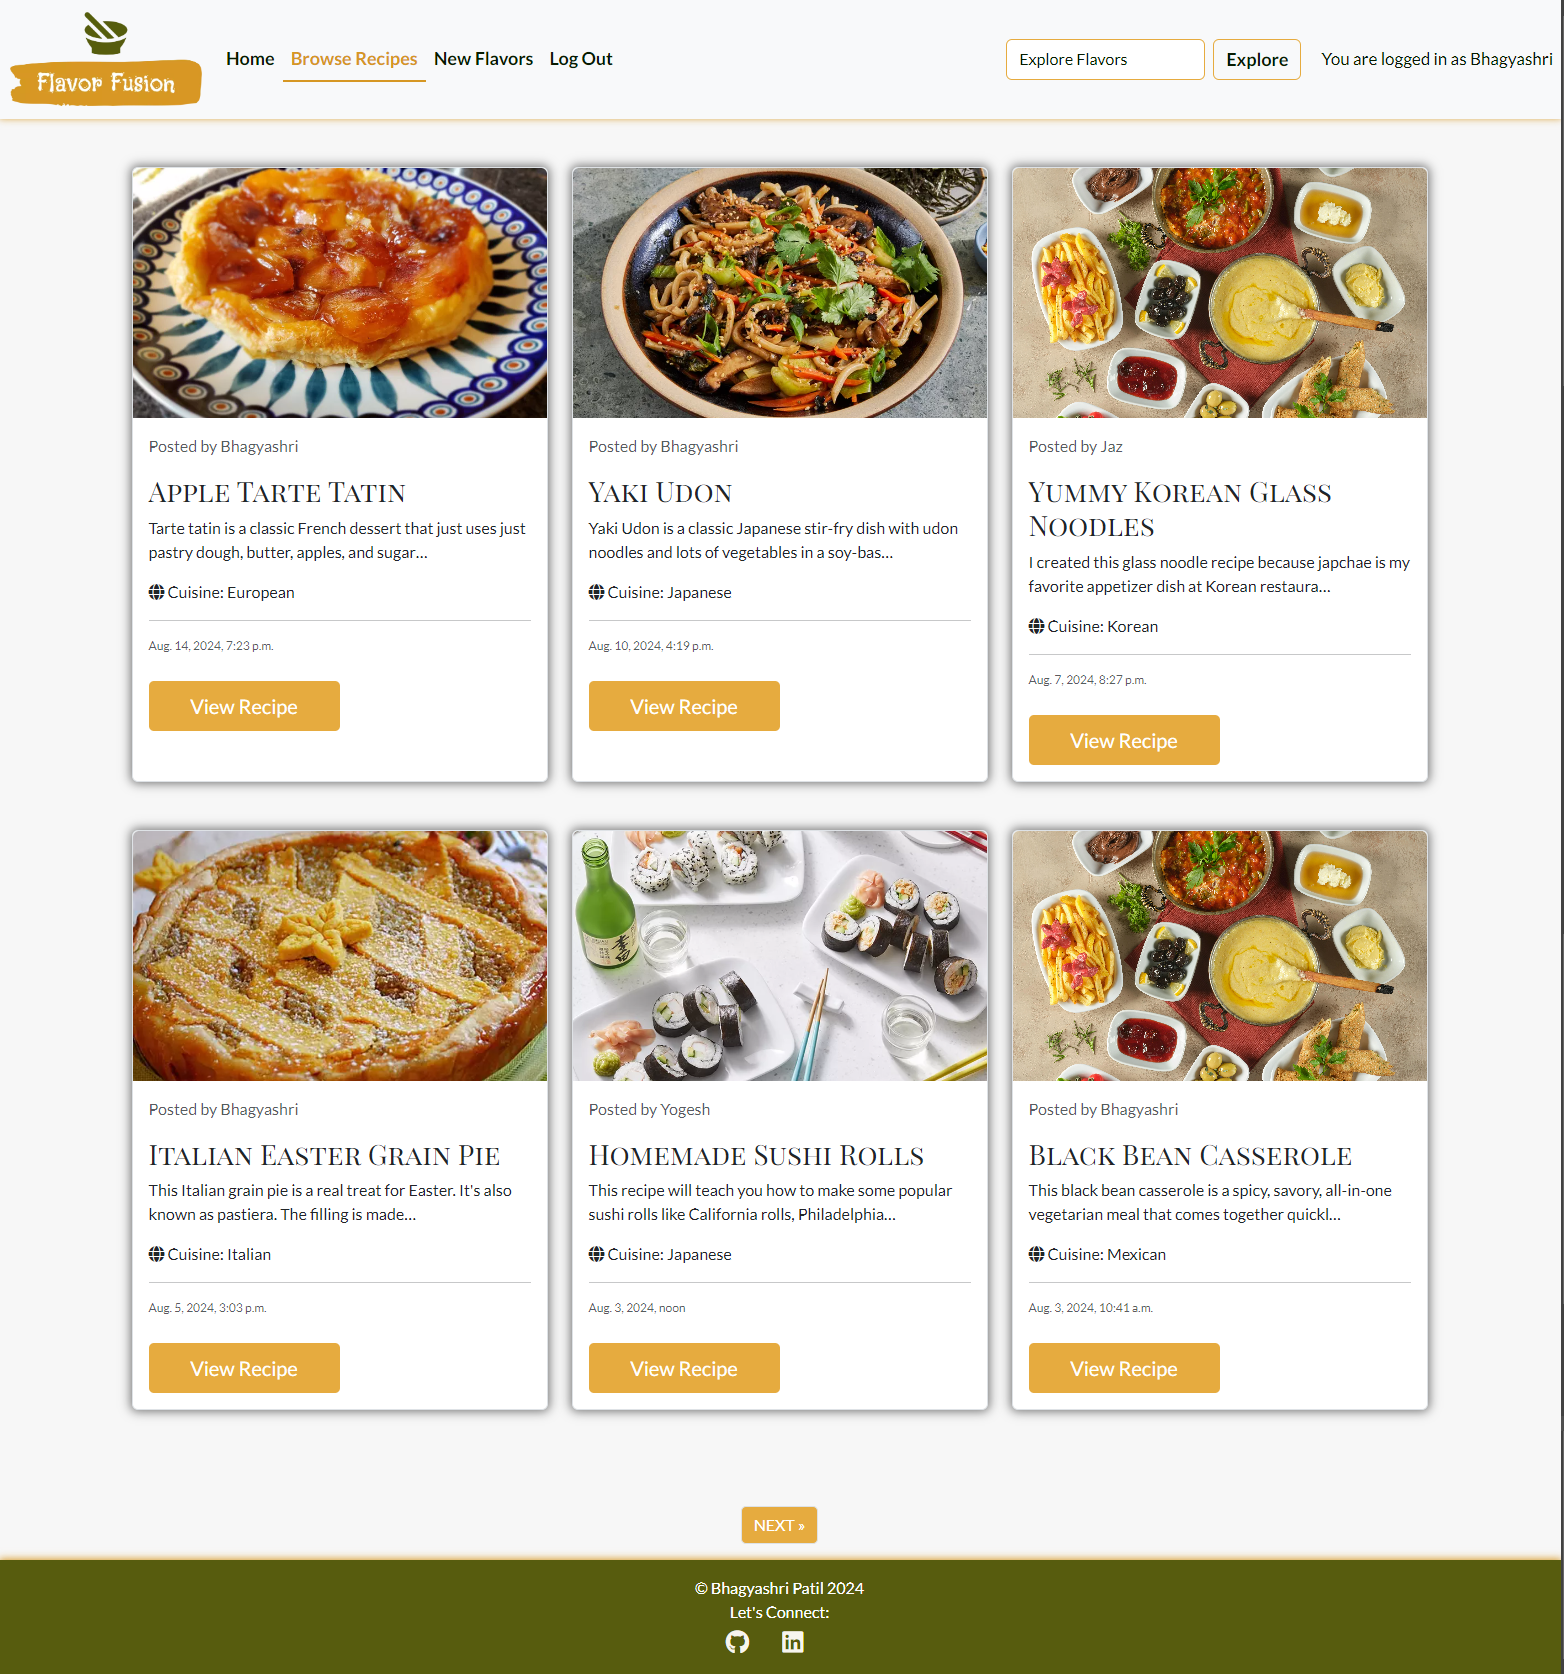 Flavor Fusion
Home
Browse Recipes
New Flavors
Log Out
Explore Flavors
Explore
You are logged in as Bhagyashri
Posted by Bhagyashri
Apple Tarte Tatin
Tarte tatin is a classic French dessert that just uses just
pastry dough, butter, apples, and sugar...
Cuisine: European
Aug. 14, 2024, 7:23 p.m.
View Recipe
Posted by Bhagyashri
Yaki Udon
Yaki Udon is a classic Japanese stir-fry dish with udon
noodles and lots of vegetables in a soy-bas...
Cuisine: Japanese
Aug. 10, 2024, 4:19 p.m.
View Recipe
Posted by Jaz
Yummy Korean Glass
Noodles
I created this glass noodle recipe because japchae is my
favorite appetizer dish at Korean restaura...
Cuisine: Korean
Aug. 7, 2024, 8:27 p.m.
View Recipe
Posted by Bhagyashri
Italian Easter Grain Pie
This Italian grain pie is a real treat for Easter. It's also
known as pastiera. The filling is made...
Cuisine: Italian
Aug. 5, 2024, 3:03 p.m.
View Recipe
Posted by Yogesh
Homemade Sushi Rolls
This recipe will teach you how to make some popular
sushi rolls like California rolls, Philadelphia...
Cuisine: Japanese
Aug. 3, 2024, noon
View Recipe
Posted by Bhagyashri
Black Bean Casserole
This black bean casserole is a spicy, savory, all-in-one
vegetarian meal that comes together quickl...
Cuisine: Mexican
Aug. 3, 2024, 10:41 a.m.
View Recipe
NEXT »
© Bhagyashri Patil 2024
Let's Connect: